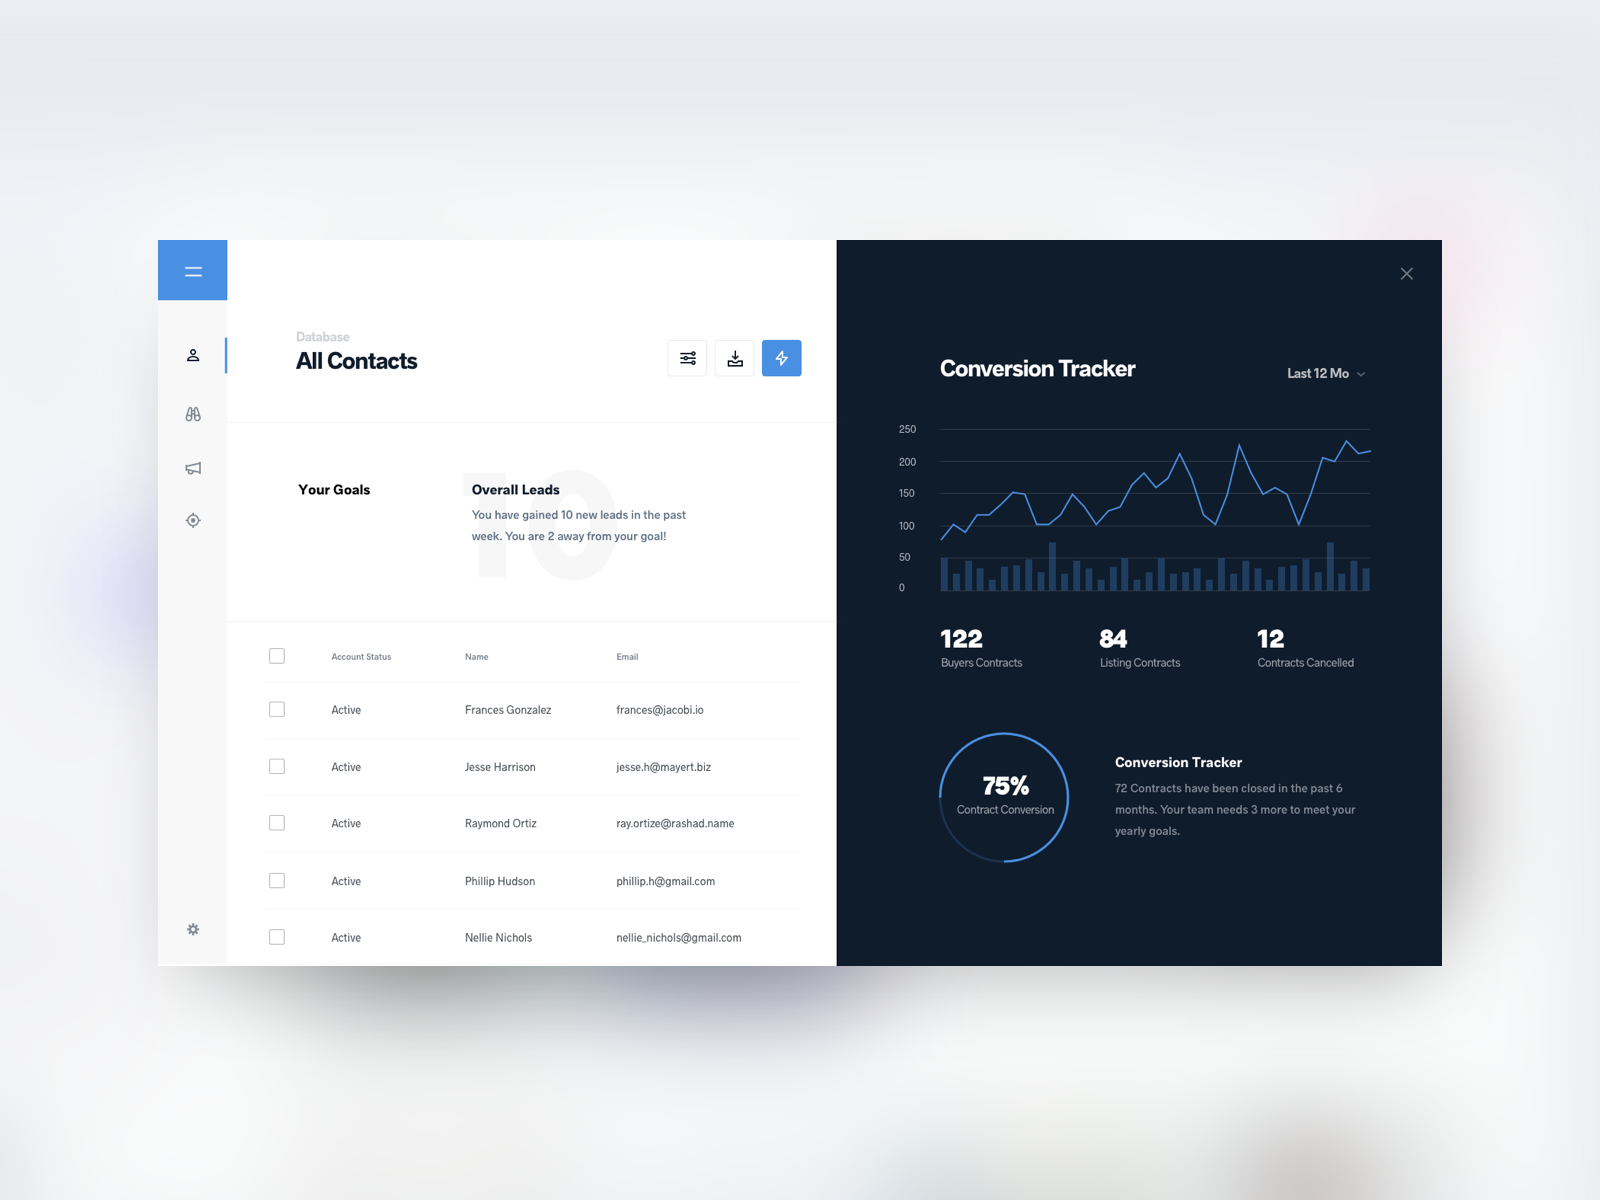 Database
All Contacts
Your Goals
10
Overall Leads
You have gained 10 new leads in the past
week. You are 2 away from your goal!
Account Status Name Email
Active Frances Gonzalez frances@jacobi.io
Active Jesse Harrison jesse.h@mayert.biz
Active Raymond Ortiz ray.ortize@rashad.name
Active Phillip Hudson phillip.h@gmail.com
Active Nellie Nichols nellie_nichols@gmail.com
Conversion Tracker
Last 12 Mo
250
200
150
100
50
0
122 84 12
Buyers Contracts Listing Contracts Contracts Cancelled
75%
Contract Conversion
Conversion Tracker
72 Contracts have been closed in the past 6
months. Your team needs 3 more to meet your
yearly goals.